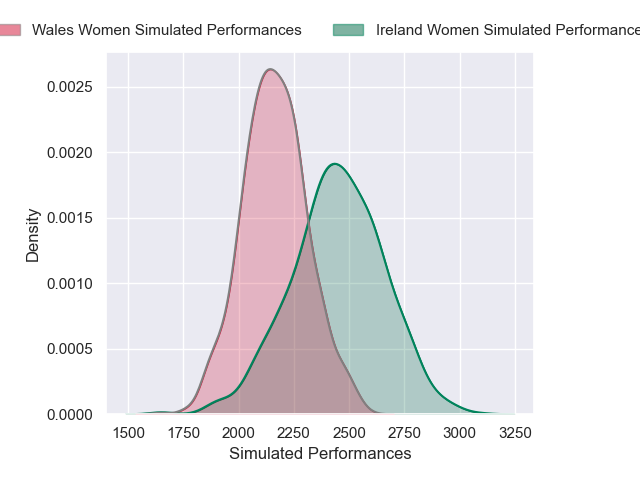 Wales Women Simulated Performances Ireland Women Simulated Performance
0.0025
0.0020
0.0015
0.0010
0.0005
0.0000
Density
1500 1750 2000 2250 2500 2750 3000 3250
Simulated Performances